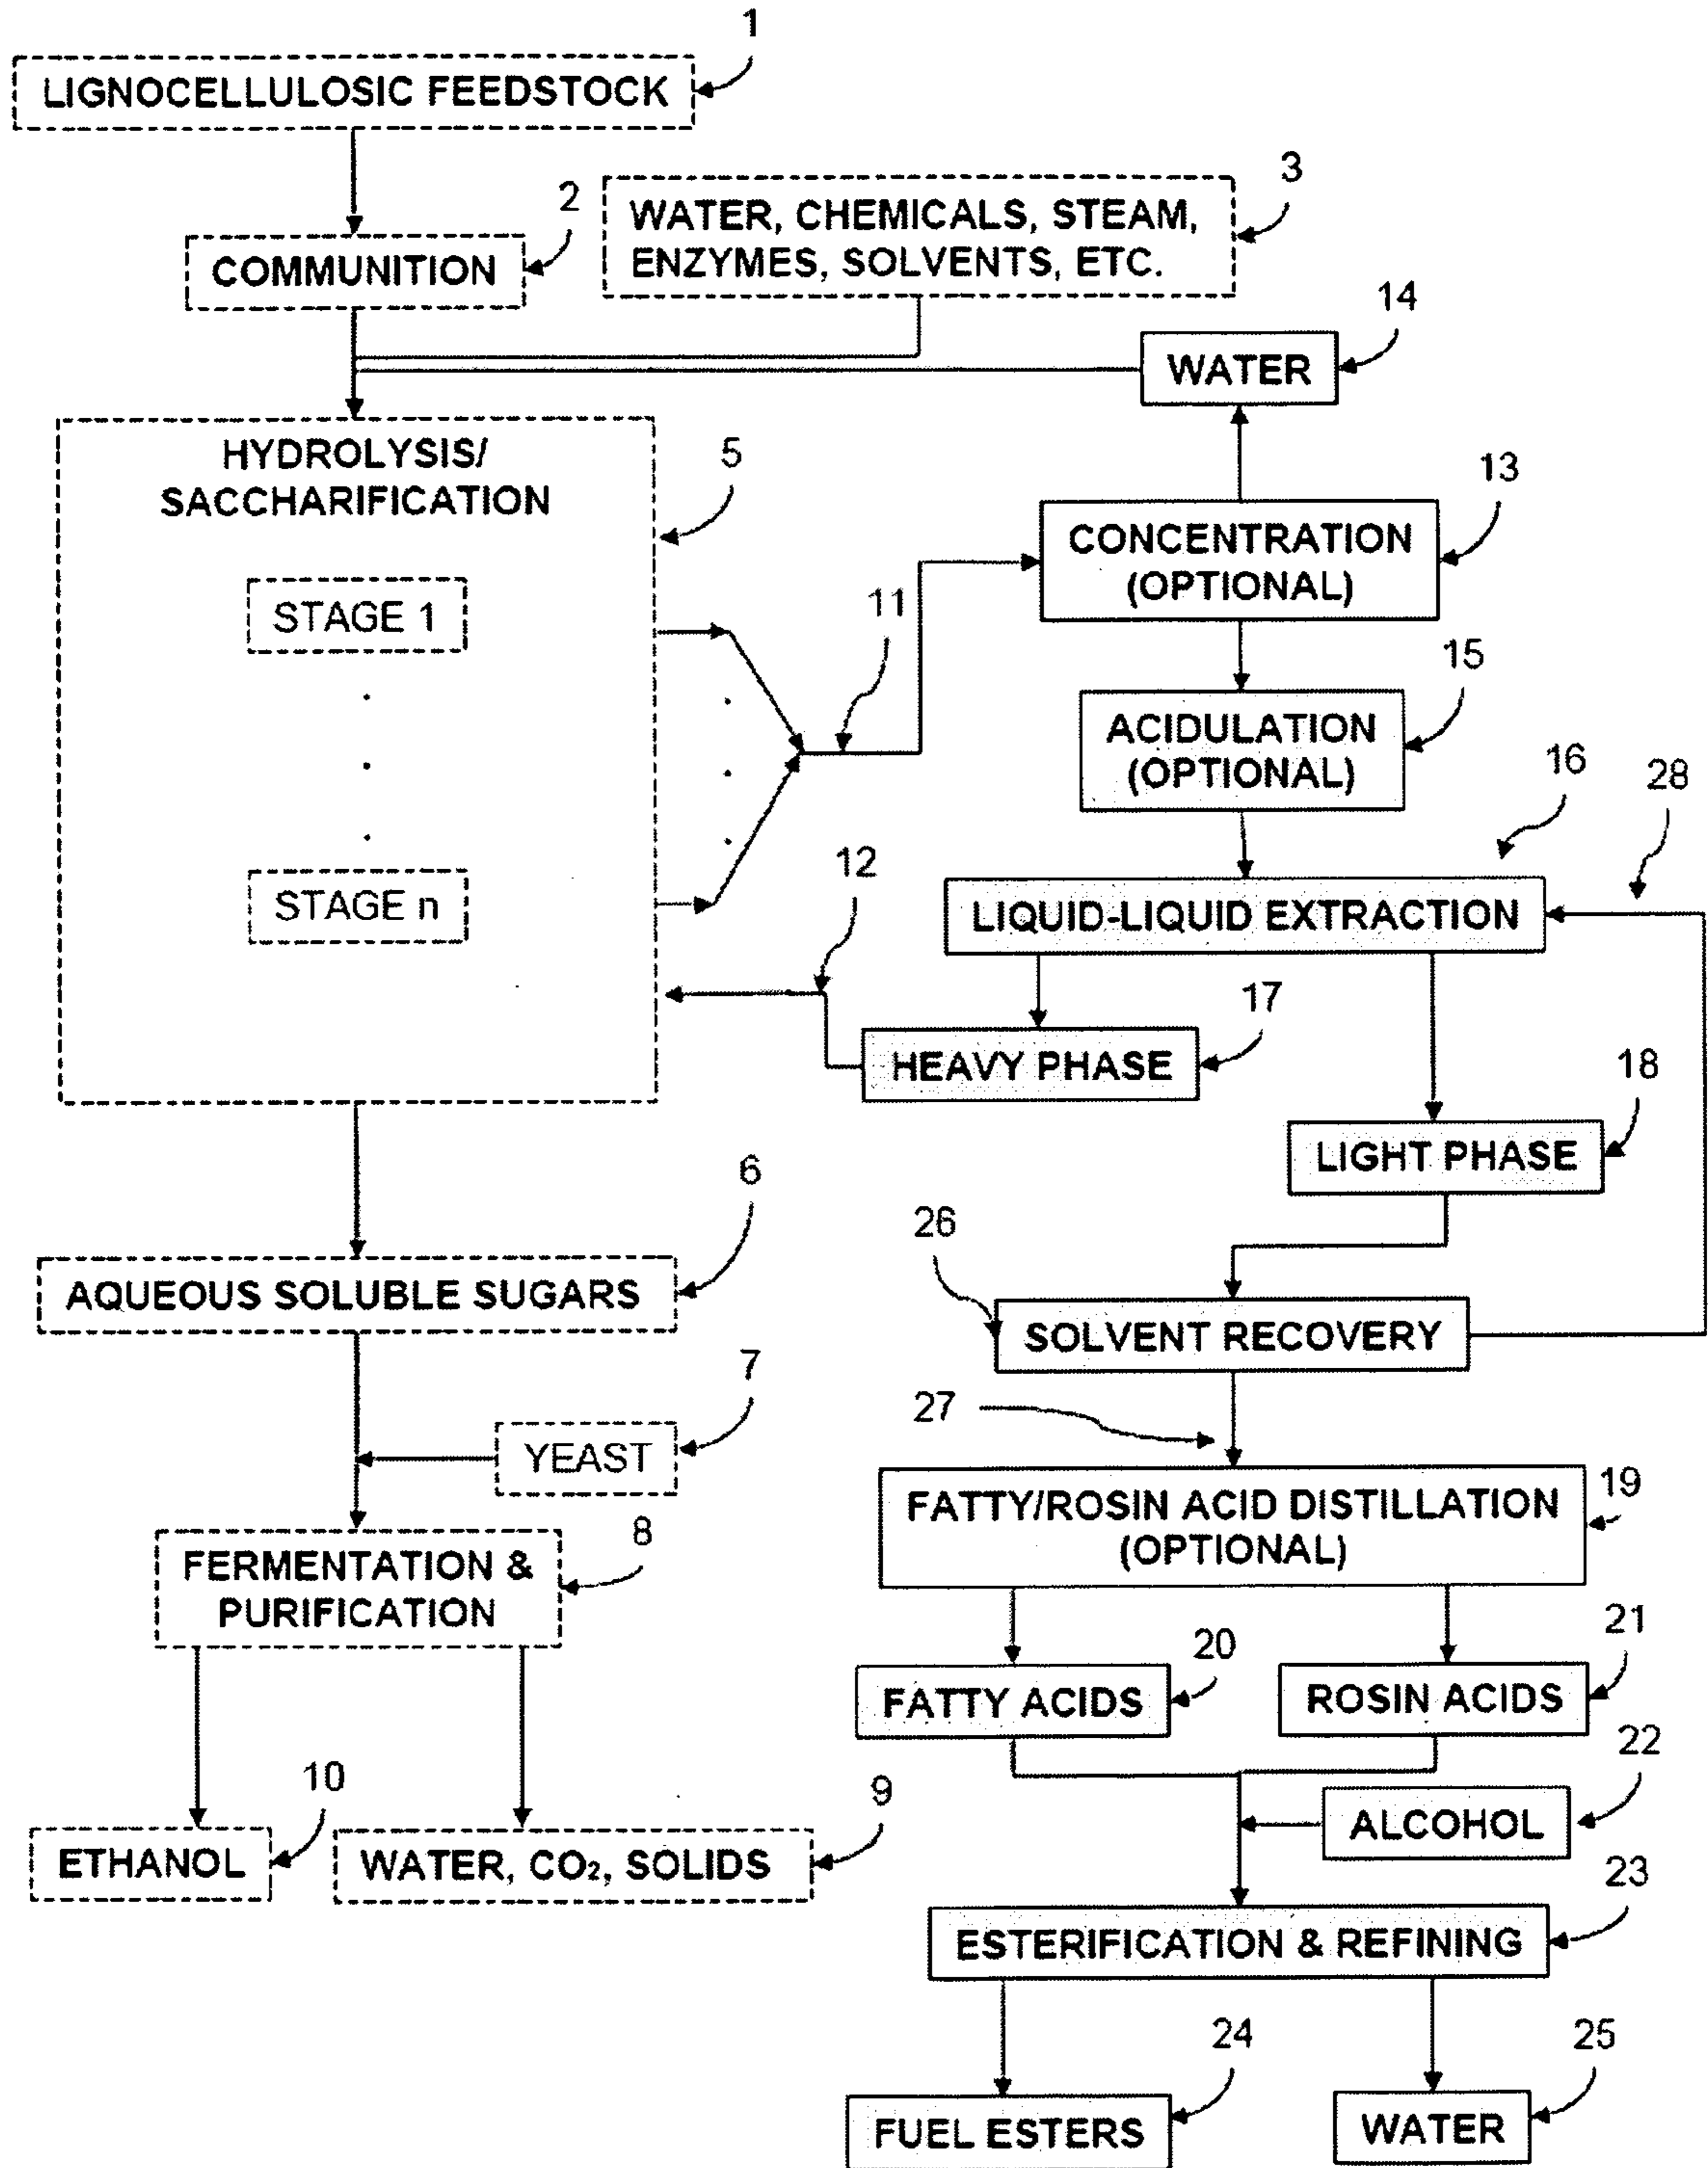 1
LIGNOCELLULOSIC FEEDSTOCK
2
COMMUNITION
3
WATER, CHEMICALS, STEAM,
ENZYMES, SOLVENTS, ETC.
14
WATER
HYDROLYSIS/
SACCHARIFICATION
5
STAGE 1
.
.
.
STAGE n
.
.
.
11
13
CONCENTRATION
(OPTIONAL)
15
ACIDULATION
(OPTIONAL)
16
28
12
LIQUID-LIQUID EXTRACTION
17
HEAVY PHASE
18
LIGHT PHASE
6
AQUEOUS SOLUBLE SUGARS
26
SOLVENT RECOVERY
7
YEAST
27
8
FERMENTATION &
PURIFICATION
19
FATTY/ROSIN ACID DISTILLATION
(OPTIONAL)
20
FATTY ACIDS
21
ROSIN ACIDS
22
ALCOHOL
10
ETHANOL
9
WATER, CO₂, SOLIDS
23
ESTERIFICATION & REFINING
24
FUEL ESTERS
25
WATER